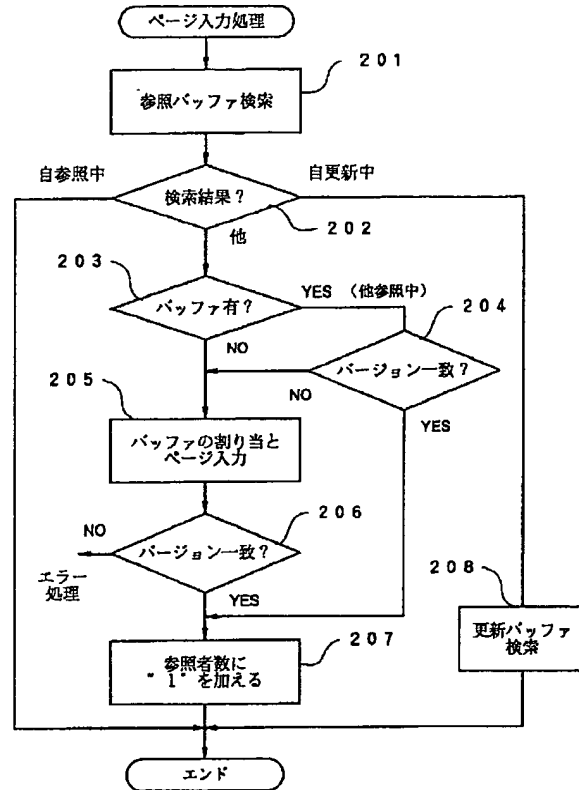 ページ入力処理
201
参照バッファ検索
自参照中
自更新中
検索結果？
202
他
203
YES （他参照中）
204
バッファ有？
NO
バージョン一致？
205
NO
YES
バッファの割り当と
ページ入力
206
NO
バージョン一致？
エラー
処理
208
YES
207
更新バッファ
検索
参照者数に
“1”を加える
エンド